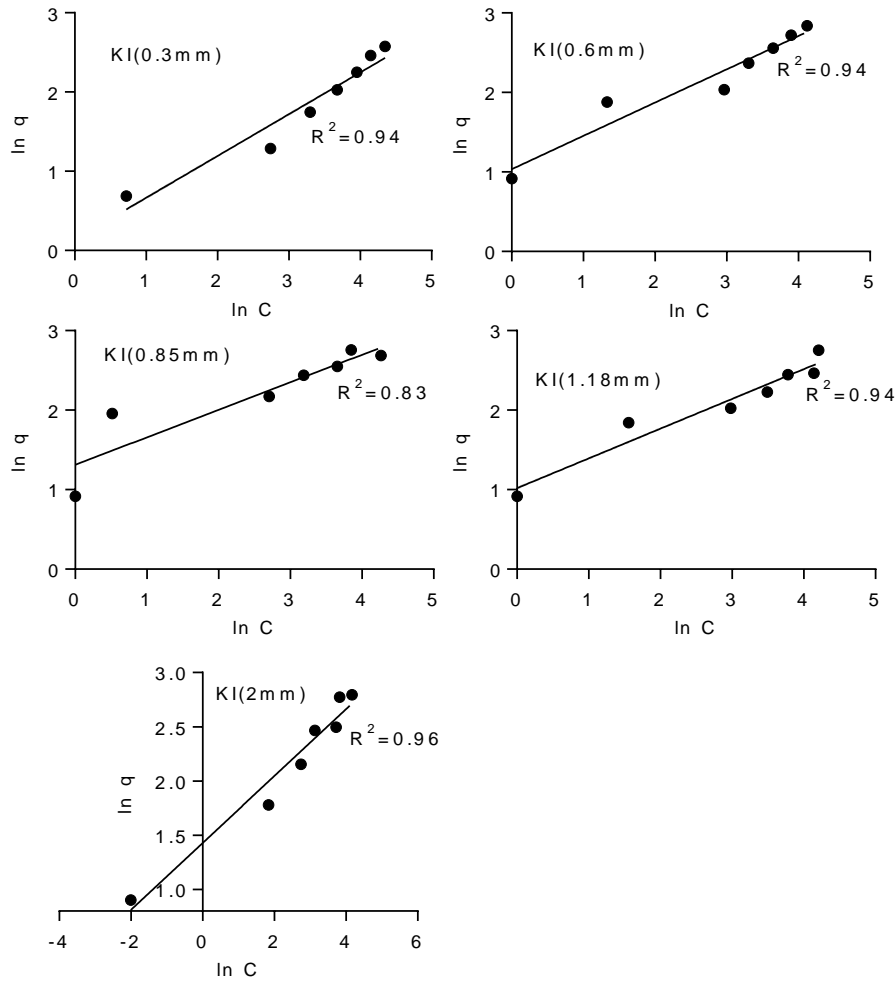 3
KI(0.3mm)
2
ln q
R2=0.94
1
0
0 1 2 3 4 5
ln C
3
KI(0.6mm)
R2=0.94
2
ln q
1
0
0 1 2 3 4 5
ln C
3
KI(0.85mm)
R2=0.83
2
ln q
1
0
0 1 2 3 4 5
ln C
3
KI(1.18mm)
R2=0.94
2
ln q
1
0
0 1 2 3 4 5
ln C
3.0
KI(2mm)
2.5
R2=0.96
2.0
ln q
1.5
1.0
-4 -2 0 2 4 6
ln C